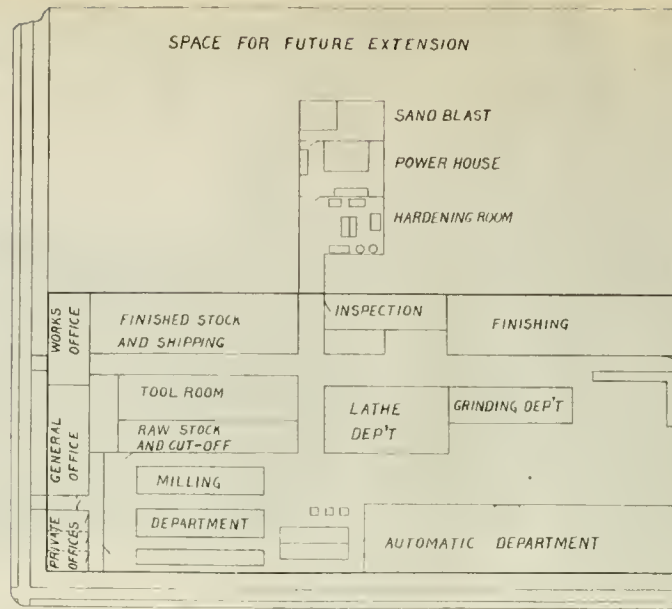 SPACE FOR FUTURE EXTENSION
SAND BLAST
POWER HOUSE
HARDENING ROOM
WORKS
OFFICE
FINISHED STOCK
AND SHIPPING
INSPECTION
FINISHING
TOOL ROOM
RAW STOCK
AND CUT-OFF
LATHE
DEP'T
GRINDING DEP'T
GENERAL
OFFICE
MILLING
DEPARTMENT
PRIVATE
OFFICES
AUTOMATIC DEPARTMENT